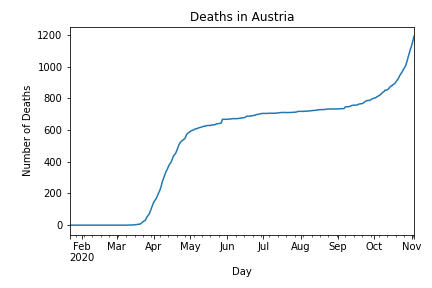 Deaths in Austria
1200
1000
800
600
400
200
0
Number of Deaths
Feb Mar Apr May Jun Jul Aug Sep Oct Nov
2020
Day